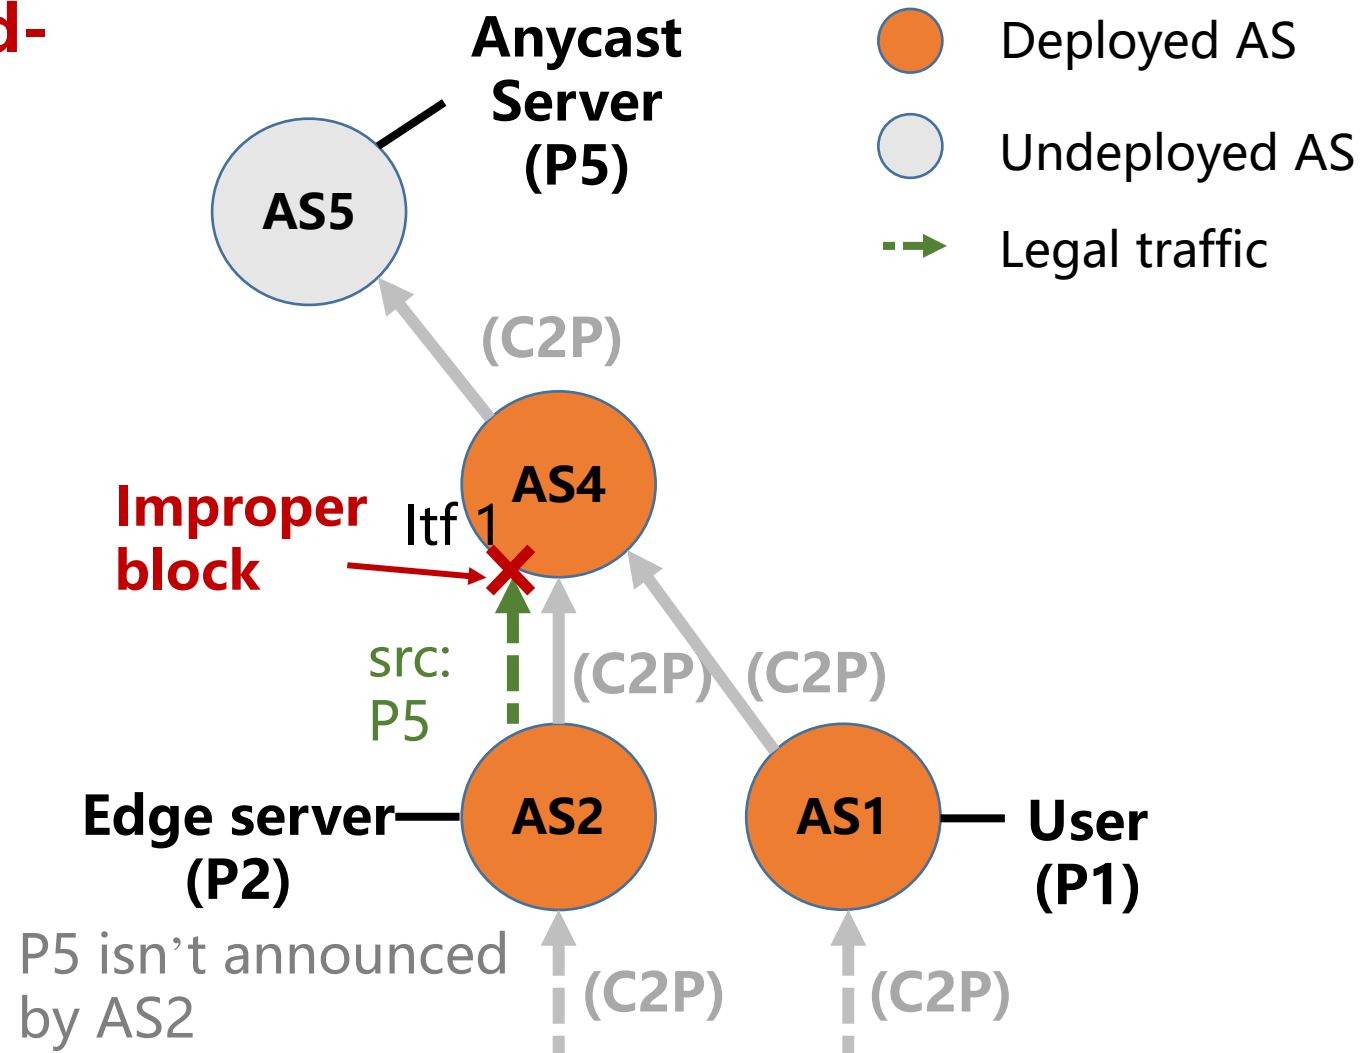 d-
Anycast
Server
(P5)
Deployed AS
Undeployed AS
Legal traffic
AS5
(C2P)
AS4
Improper
block
Itf 1
src:
P5
(C2P)
(C2P)
Edge server
(P2)
AS2
AS1
User
(P1)
P5 isn’t announced
by AS2
(C2P)
(C2P)